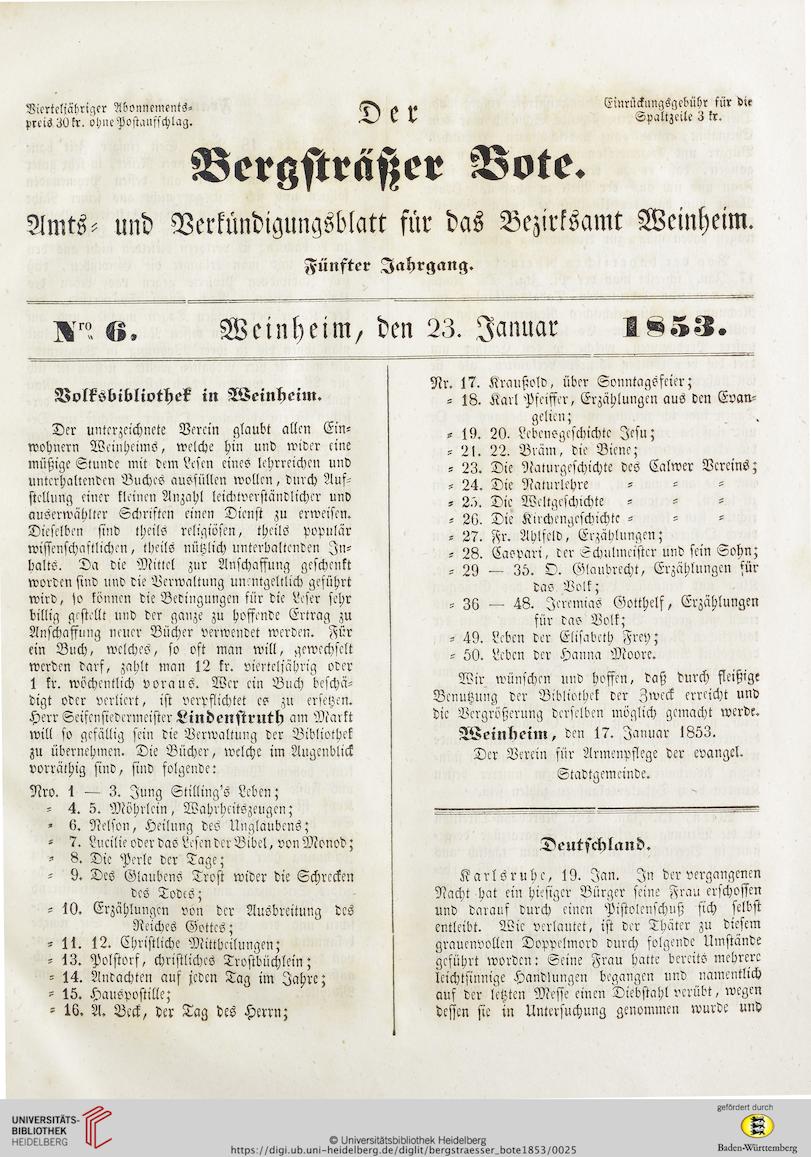 Vierteljähriger Abonnements-
preis 30 kr. ohne Postaufschlag.
Der
Einrückungsgebühr für die
Spaltzeile 3 kr.
Bergsträßer Bote.
Amts- und Verkündigungsblatt für das Bezirksamt Weinheim.
Fünfter Jahrgang.
Nro 6. Weinheim, den 23. Januar 1853.
Volksbibliothek in Weinheim.
Der unterzeichnete Verein glaubt allen Ein-
wohnern Weinheims, welche hin und wider eine
müßige Stunde mit dem Lesen eines lehrreichen und
unterhaltenden Buches ausfüllen wollen, durch Auf-
stellung einer kleinen Anzahl leichtverständlicher und
auserwählter Schriften einen Dienst zu erweisen.
Dieselben sind theils religiösen, theils populär
wissenschaftlichen, theils nützlich unterhaltenden In-
halts. Da die Mittel zur Anschaffung geschenkt
worden sind und die Verwaltung unentgeltlich geführt
wird, so können die Bedingungen für die Leser sehr
billig gestellt und der ganze zu hoffende Ertrag zu
Anschaffung neuer Bücher verwendet werden. Für
ein Buch, welches, so oft man will, gewechselt
werden darf, zahlt man 12 kr. vierteljährig oder
1 kr. wöchentlich voraus. Wer ein Buch beschä-
digt oder verliert, ist verpflichtet es zu ersetzen.
Herr Seifensiedermeister Lindenstruth am Markt
will so gefällig sein die Verwaltung der Bibliothek
zu übernehmen. Die Bücher, welche im Augenblick
vorräthig sind, sind folgende:
Nro. 1 — 3. Jung Stilling's Leben;
= 4. 5. Möhrlein, Wahrheitszeugen;
= 6. Nelson, Heilung des Unglaubens;
= 7. Lucilie oder das Lesen der Bibel, von Monod;
= 8. Die Perle der Tage;
= 9. Des Glaubens Trost wider die Schrecken
des Todes;
= 10. Erzählungen von der Ausbreitung des
Reiches Gottes;
= 11. 12. Christliche Mittheilungen;
= 13. Polstorf, christliches Trostbüchlein;
= 14. Andachten auf jeden Tag im Jahre;
= 15. Hauspostille;
= 16. A. Beck, der Tag des Herrn;
Nr. 17. Kraußold, über Sonntagsfeier;
= 18. Karl Pfeiffer, Erzählungen aus den Evan-
gelien;
= 19. 20. Lebensgeschichte Jesu;
= 21. 22. Bräm, die Biene;
= 23. Die Naturgeschichte des Calwer Vereins;
= 24. Die Naturlehre = = =
= 25. Die Weltgeschichte = = =
= 26. Die Kirchengeschichte = = =
= 27. Fr. Ahlfeld, Erzählungen;
= 28. Caspari, der Schulmeister und sein Sohn;
= 29 — 35. O. Glaubrecht, Erzählungen für
das Volk;
= 36 — 48. Jeremias Gotthelf, Erzählungen
für das Volk;
= 49. Leben der Elisabeth Frey;
= 50. Leben der Hanna Moore.
Wir wünschen und hoffen, daß durch fleißige
Benutzung der Bibliothek der Zweck erreicht und
die Vergrößerung derselben möglich gemacht werde.
Weinheim, den 17. Januar 1853.
Der Verein für Armenpflege der evangel.
Stadtgemeinde.
Deutschland.
Karlsruhe, 19. Jan. In der vergangenen
Nacht hat ein hiesiger Bürger seine Frau erschossen
und darauf durch einen Pistolenschuß sich selbst
entleibt. Wie verlautet, ist der Thäter zu diesem
grauenvollen Doppelmord durch folgende Umstände
geführt worden: Seine Frau hatte bereits mehrere
leichtsinnige Handlungen begangen und namentlich
auf der letzten Messe einen Diebstahl verübt, wegen
dessen sie in Untersuchung genommen wurde und
UNIVERSITÄTS-
BIBLIOTHEK
HEIDELBERG
© Universitätsbibliothek Heidelberg
https://digi.ub.uni-heidelberg.de/diglit/bergstraesser_bote1853/0025
gefördert durch
Baden-Württemberg